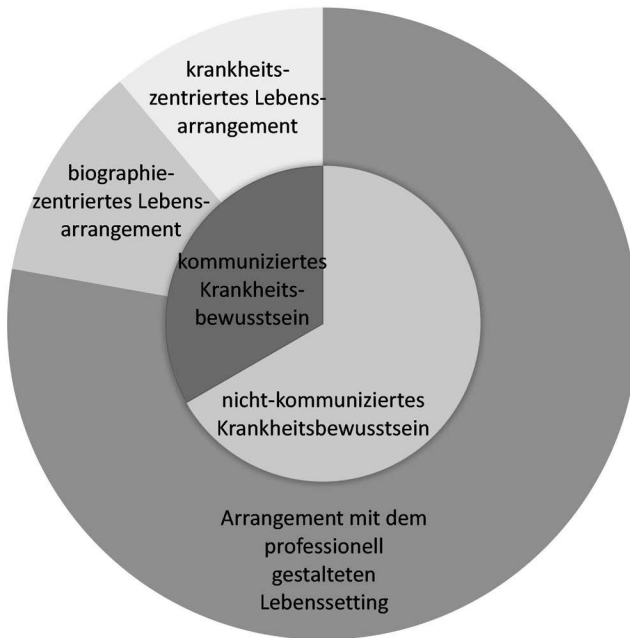 krankheits-
zentriertes Lebens-
arrangement
biographie-
zentriertes Lebens-
arrangement
kommuniziertes
Krankheits-
bewusstsein
nicht-kommuniziertes
Krankheitsbewusstsein
Arrangement mit dem
professionell
gestalteten
Lebenssetting